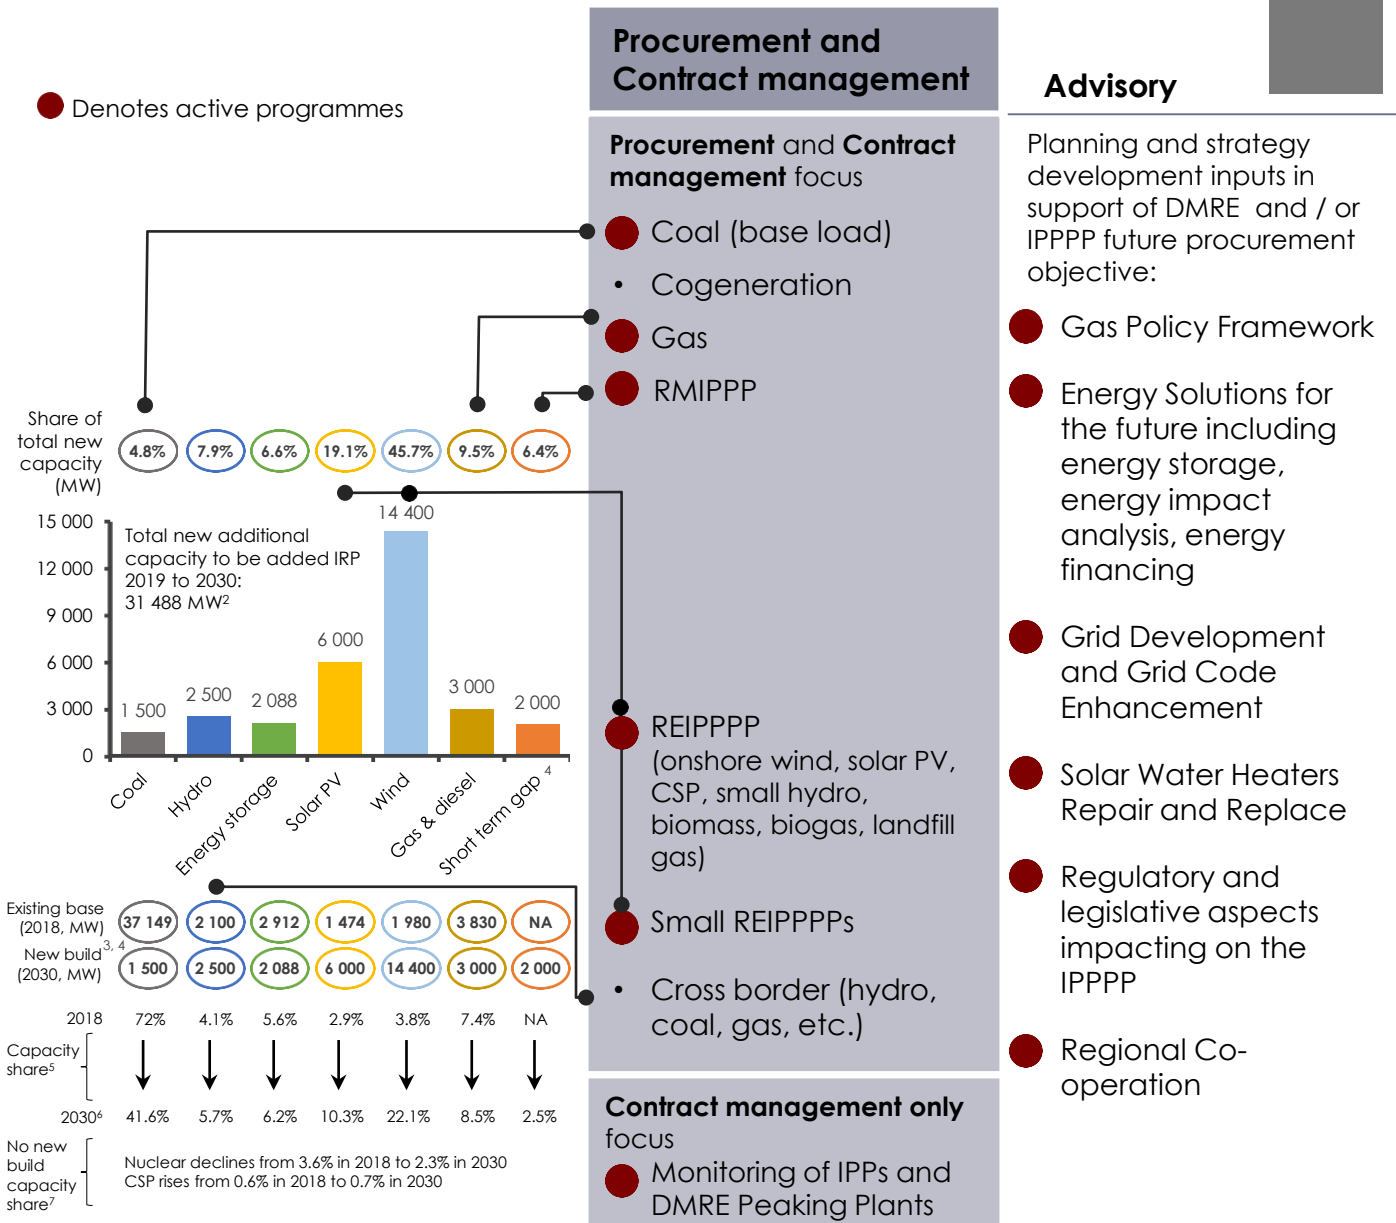 Denotes active programmes
Share of
total new
capacity
(MW)
4.8% 7.9% 6.6% 19.1% 45.7% 9.5% 6.4%
15 000
12 000
9 000
6 000
3 000
0
Total new additional
capacity to be added IRP
2019 to 2030:
31 488 MW²
1 500 2 500 2 088 6 000 14 400 3 000 2 000
Coal
Hydro
Energy storage
Solar PV
Wind
Gas & diesel
Short term gap ⁴
Existing base
(2018, MW)
37 149 2 100 2 912 1 474 1 980 3 830 NA
New build³, ⁴
(2030, MW)
1 500 2 500 2 088 6 000 14 400 3 000 2 000
2018 72% 4.1% 5.6% 2.9% 3.8% 7.4% NA
Capacity
share⁵
2030⁶ 41.6% 5.7% 6.2% 10.3% 22.1% 8.5% 2.5%
No new
build
capacity
share⁷
Nuclear declines from 3.6% in 2018 to 2.3% in 2030
CSP rises from 0.6% in 2018 to 0.7% in 2030
Procurement and
Contract management
Procurement and Contract
management focus
Coal (base load)
• Cogeneration
Gas
RMIPPP
REIPPPP
(onshore wind, solar PV,
CSP, small hydro,
biomass, biogas, landfill
gas)
Small REIPPPPs
• Cross border (hydro,
coal, gas, etc.)
Contract management only
focus
Monitoring of IPPs and
DMRE Peaking Plants
Advisory
Planning and strategy
development inputs in
support of DMRE and / or
IPPPP future procurement
objective:
Gas Policy Framework
Energy Solutions for
the future including
energy storage,
energy impact
analysis, energy
financing
Grid Development
and Grid Code
Enhancement
Solar Water Heaters
Repair and Replace
Regulatory and
legislative aspects
impacting on the
IPPPP
Regional Co-
operation